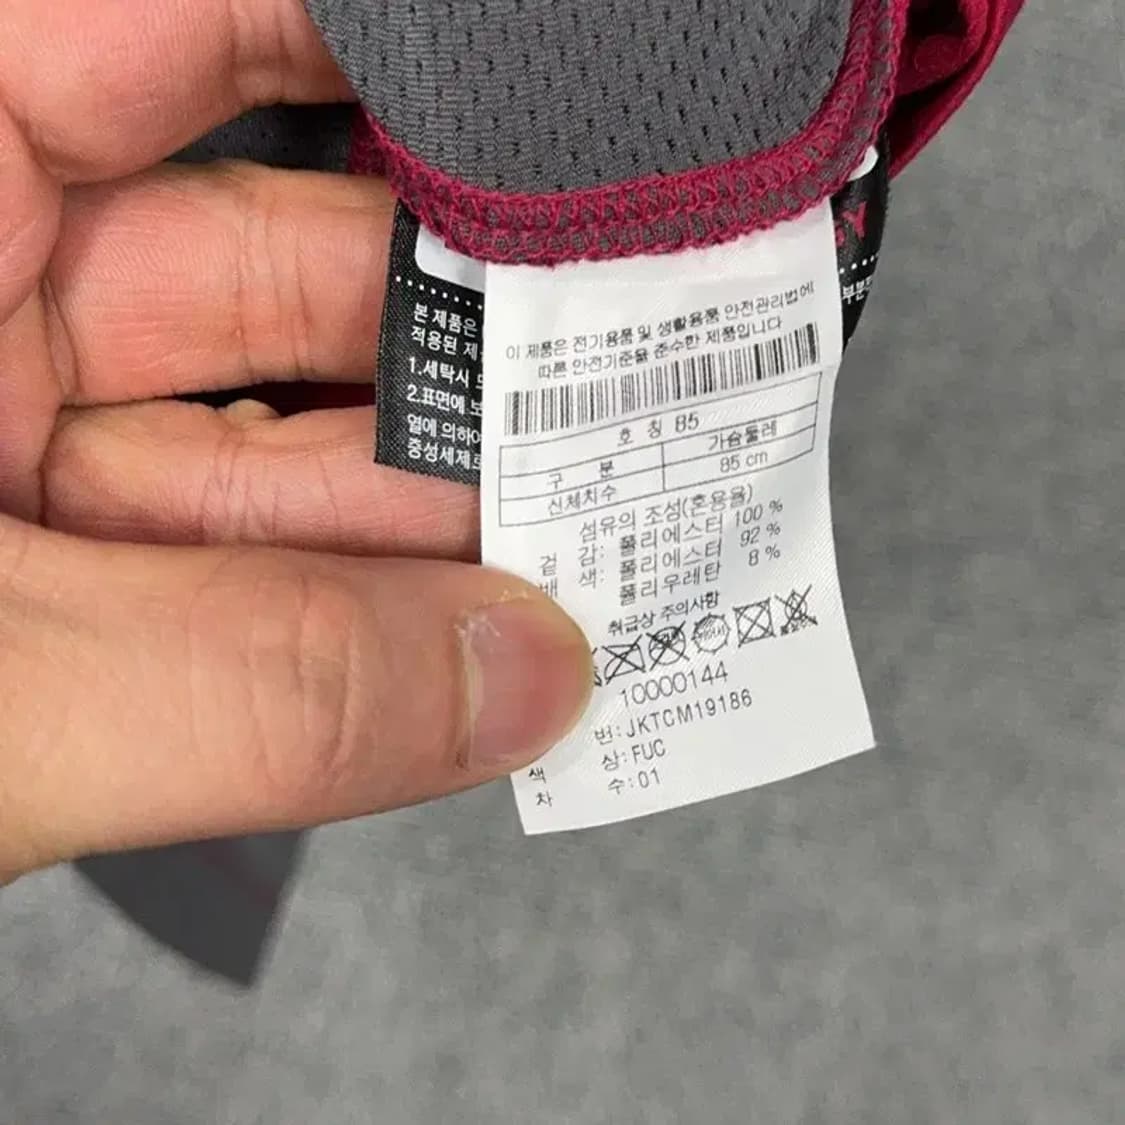 이 제품은 전기용품 및 생활용품 안전관리법에
따른 안전기준을 준수한 제품입니다
호 칭 85
구 분 가슴둘레
신체치수 85 cm
섬유의 조성(혼용율)
겉 감: 폴리에스터 100 %
배 색: 폴리에스터 92 %
폴리우레탄 8 %
취급상 주의사항
10000144
번: JKTCM19186
색 상: FUC
차 수: 01
본 제품은
적용된
1.세탁시
2.표면에
열에 의하여
중성세제로